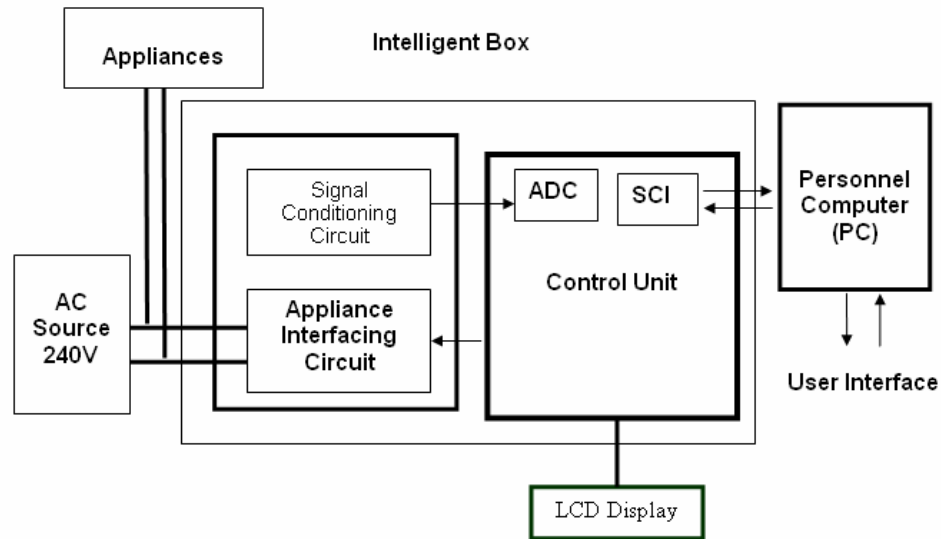 Appliances
Intelligent Box
Signal
Conditioning
Circuit
ADC
SCI
Personnel
Computer
(PC)
AC
Source
240V
Appliance
Interfacing
Circuit
Control Unit
User Interface
LCD Display